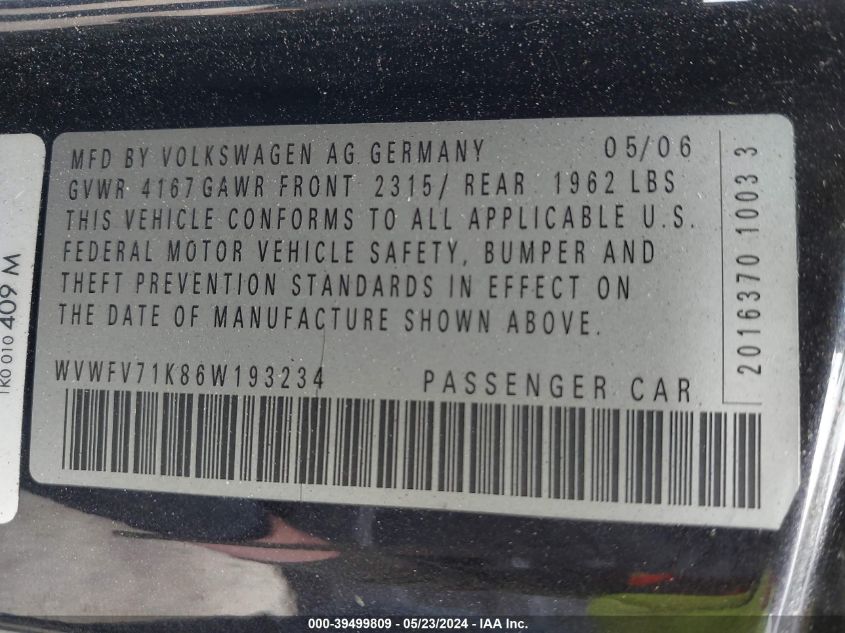 MFD BY VOLKSWAGEN AG GERMANY 05/06
GVWR 4167 GAWR FRONT 2315/ REAR 1962 LBS
THIS VEHICLE CONFORMS TO ALL APPLICABLE U.S.
FEDERAL MOTOR VEHICLE SAFETY, BUMPER AND
THEFT PREVENTION STANDARDS IN EFFECT ON
THE DATE OF MANUFACTURE SHOWN ABOVE.
WVWFV71K86W193234 PASSENGER CAR
2016370 1003 3
1K0 010 409 M
000-39499809 / 05/23/2024 / IAA Inc.